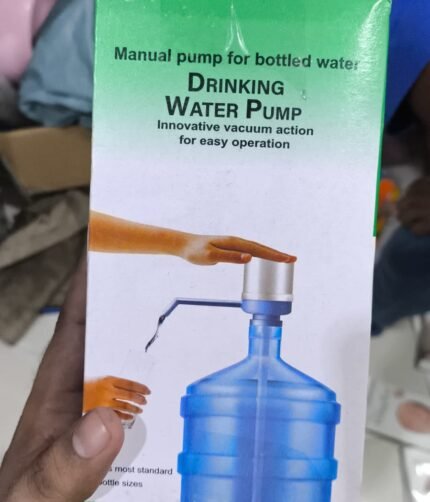 Manual pump for bottled water
DRINKING
WATER PUMP
Innovative vacuum action
for easy operation
most standard
bottle sizes